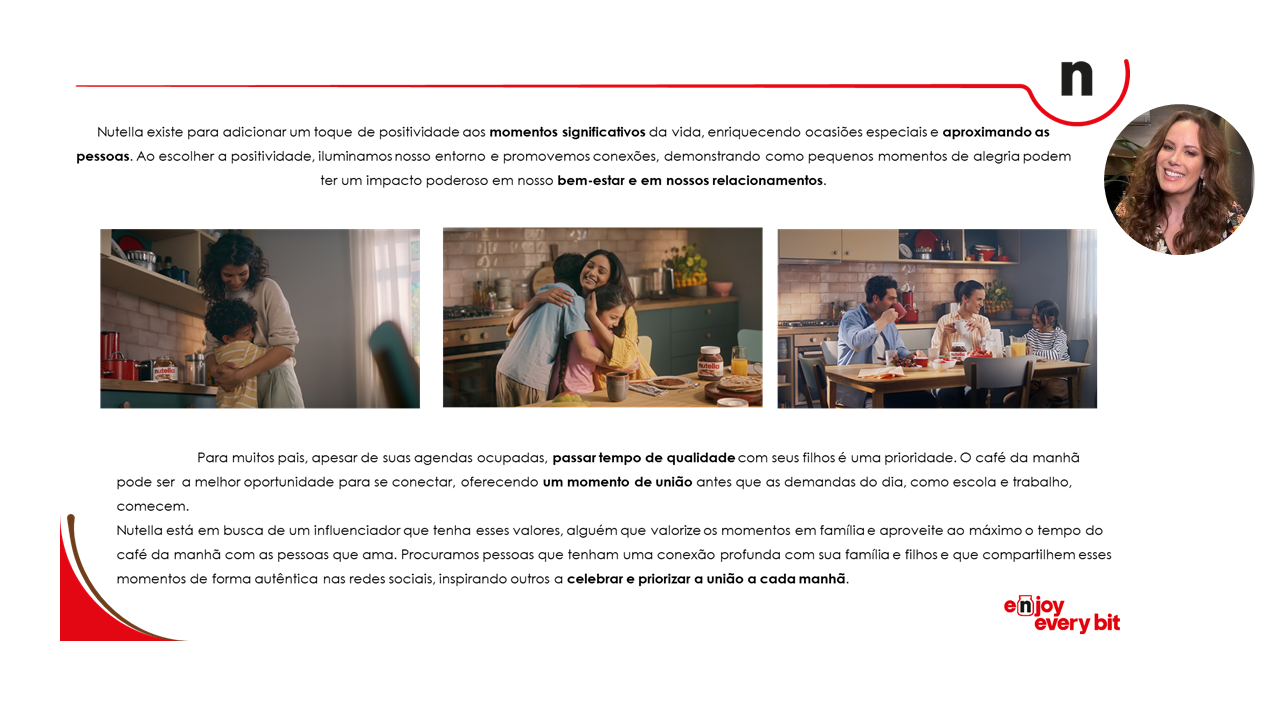 n
Nutella existe para adicionar um toque de positividade aos momentos significativos da vida, enriquecendo ocasiões especiais e aproximando as
pessoas. Ao escolher a positividade, iluminamos nosso entorno e promovemos conexões, demonstrando como pequenos momentos de alegria podem
ter um impacto poderoso em nosso bem-estar e em nossos relacionamentos.
nutella
nutella
nutella
Para muitos pais, apesar de suas agendas ocupadas, passar tempo de qualidade com seus filhos é uma prioridade. O café da manhã
pode ser a melhor oportunidade para se conectar, oferecendo um momento de união antes que as demandas do dia, como escola e trabalho,
comecem.
Nutella está em busca de um influenciador que tenha esses valores, alguém que valorize os momentos em família e aproveite ao máximo o tempo do
café da manhã com as pessoas que ama. Procuramos pessoas que tenham uma conexão profunda com sua família e filhos e que compartilhem esses
momentos de forma autêntica nas redes sociais, inspirando outros a celebrar e priorizar a união a cada manhã.
enjoy
every bit